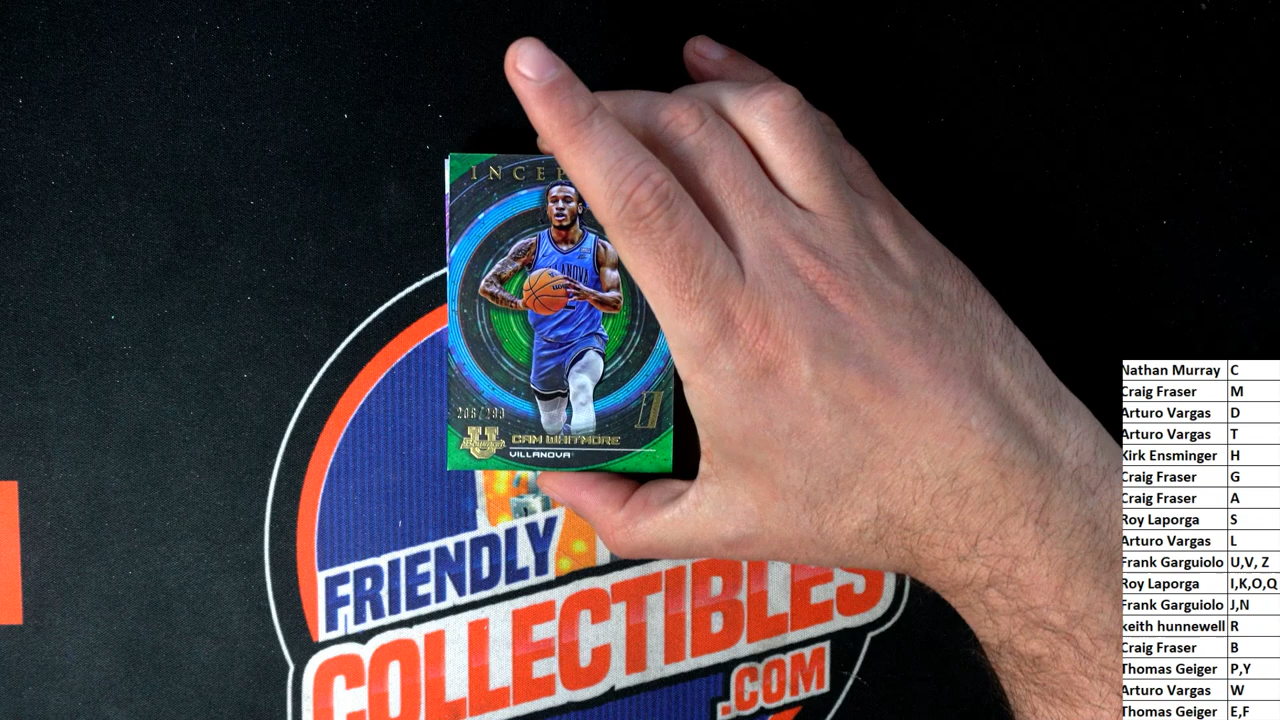 INCEP
VILLANOVA
CAM WHITMORE
VILLANOVA
FRIENDLY
COLLECTIBLES
.COM
Nathan Murray C
Craig Fraser M
Arturo Vargas D
Arturo Vargas T
Kirk Ensminger H
Craig Fraser G
Craig Fraser A
Roy Laporga S
Arturo Vargas L
Frank Garguiolo U,V, Z
Roy Laporga I,K,O,Q
Frank Garguiolo J,N
keith hunnewell R
Craig Fraser B
Thomas Geiger P,Y
Arturo Vargas W
Thomas Geiger E,F